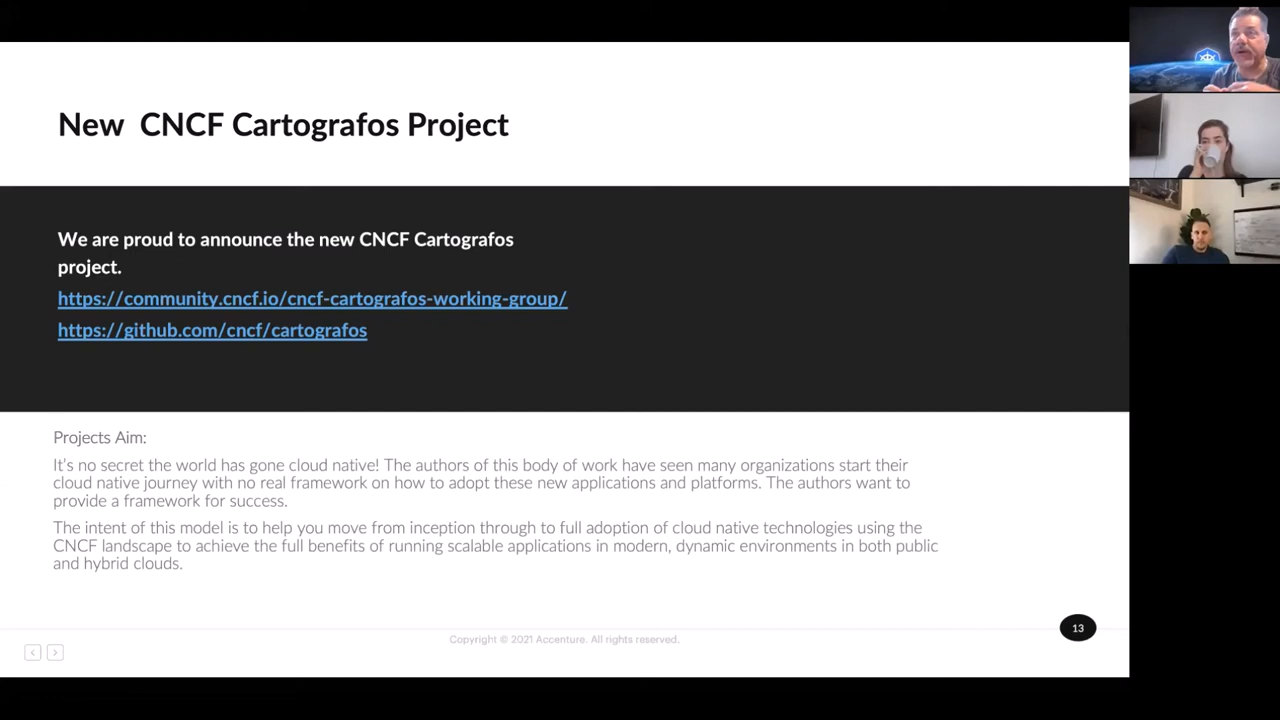 New CNCF Cartografos Project
We are proud to announce the new CNCF Cartografos
project.
https://community.cncf.io/cncf-cartografos-working-group/
https://github.com/cncf/cartografos
Projects Aim:
It's no secret the world has gone cloud native! The authors of this body of work have seen many organizations start their
cloud native journey with no real framework on how to adopt these new applications and platforms. The authors want to
provide a framework for success.
The intent of this model is to help you move from inception through to full adoption of cloud native technologies using the
CNCF landscape to achieve the full benefits of running scalable applications in modern, dynamic environments in both public
and hybrid clouds.
13
Copyright © 2021 Accenture. All rights reserved.